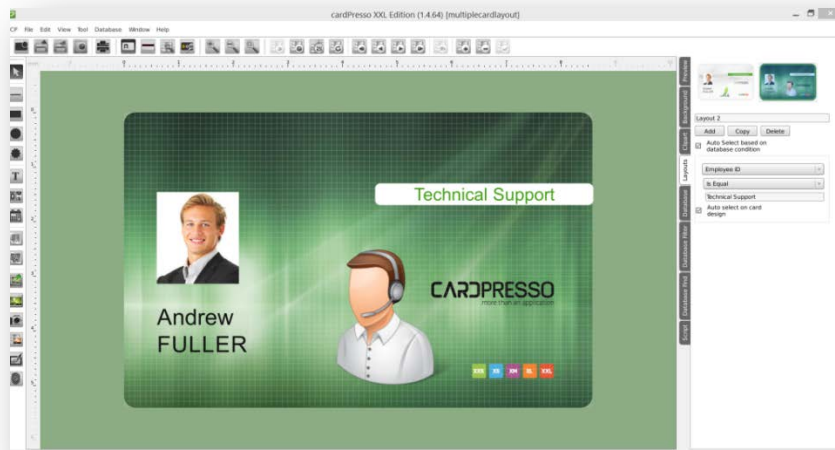 cardPresso XXL Edition (1.4.64) [multiplecardlayout]
CP File Edit View Tool Database Window Help
Preview
Background
Clipart
Layouts
Database
Database Filter
Database Find
Script
Layout 2
Add Copy Delete
Auto Select based on
database condition
Employee ID
Is Equal
Technical Support
Auto select on card
design
Technical Support
CARDPRESSO
more than an application
Andrew
FULLER
XXS XS XM XL XXL